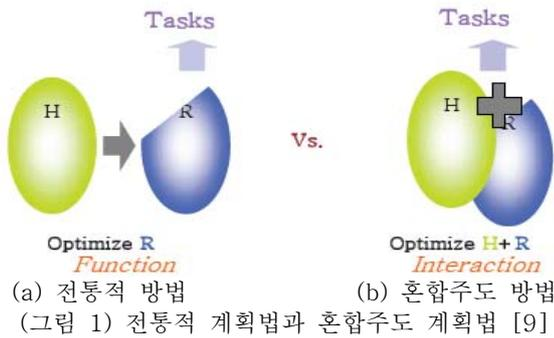 Tasks
H
R
Optimize R
Function
(a) 전통적 방법
Vs.
Tasks
H
R
Optimize H+ R
Interaction
(b) 혼합주도 방법
(그림 1) 전통적 계획법과 혼합주도 계획법 [9]